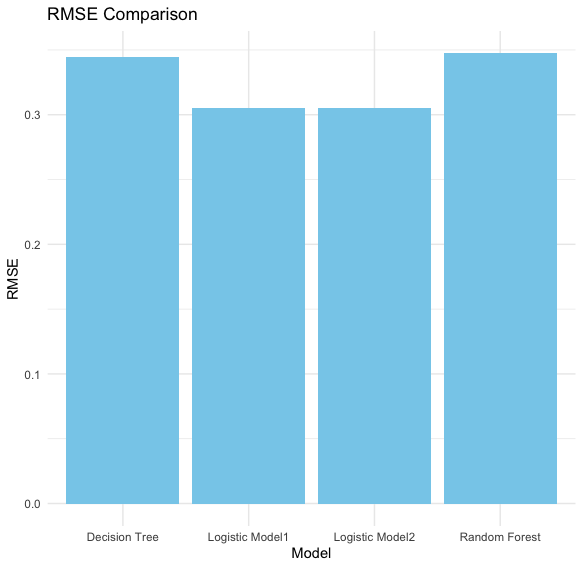 RMSE Comparison
RMSE
0.3
0.2
0.1
0.0
Decision Tree
Logistic Model1
Logistic Model2
Random Forest
Model